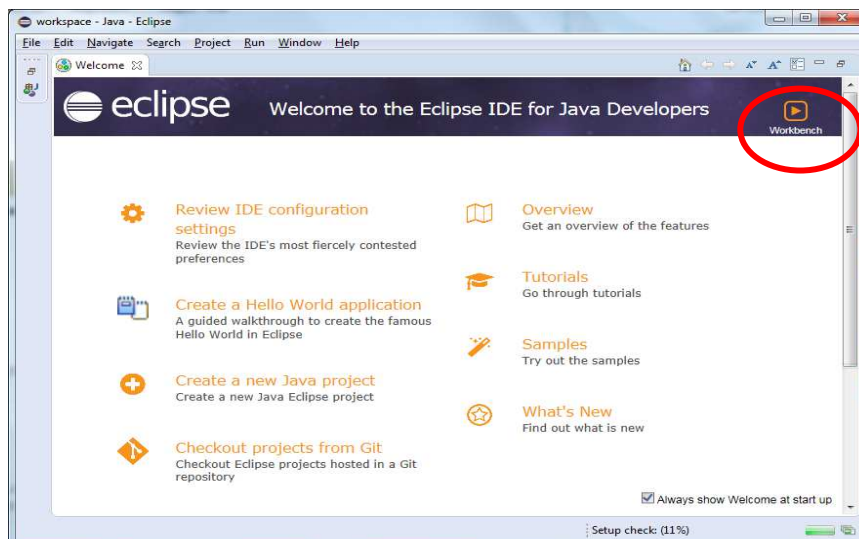 workspace - Java - Eclipse
File Edit Navigate Search Project Run Window Help
Welcome
eclipse Welcome to the Eclipse IDE for Java Developers
Workbench
Review IDE configuration
settings
Review the IDE's most fiercely contested
preferences
Create a Hello World application
A guided walkthrough to create the famous
Hello World in Eclipse
Create a new Java project
Create a new Java Eclipse project
Checkout projects from Git
Checkout Eclipse projects hosted in a Git
repository
Overview
Get an overview of the features
Tutorials
Go through tutorials
Samples
Try out the samples
What's New
Find out what is new
Always show Welcome at start up
Setup check: (11%)